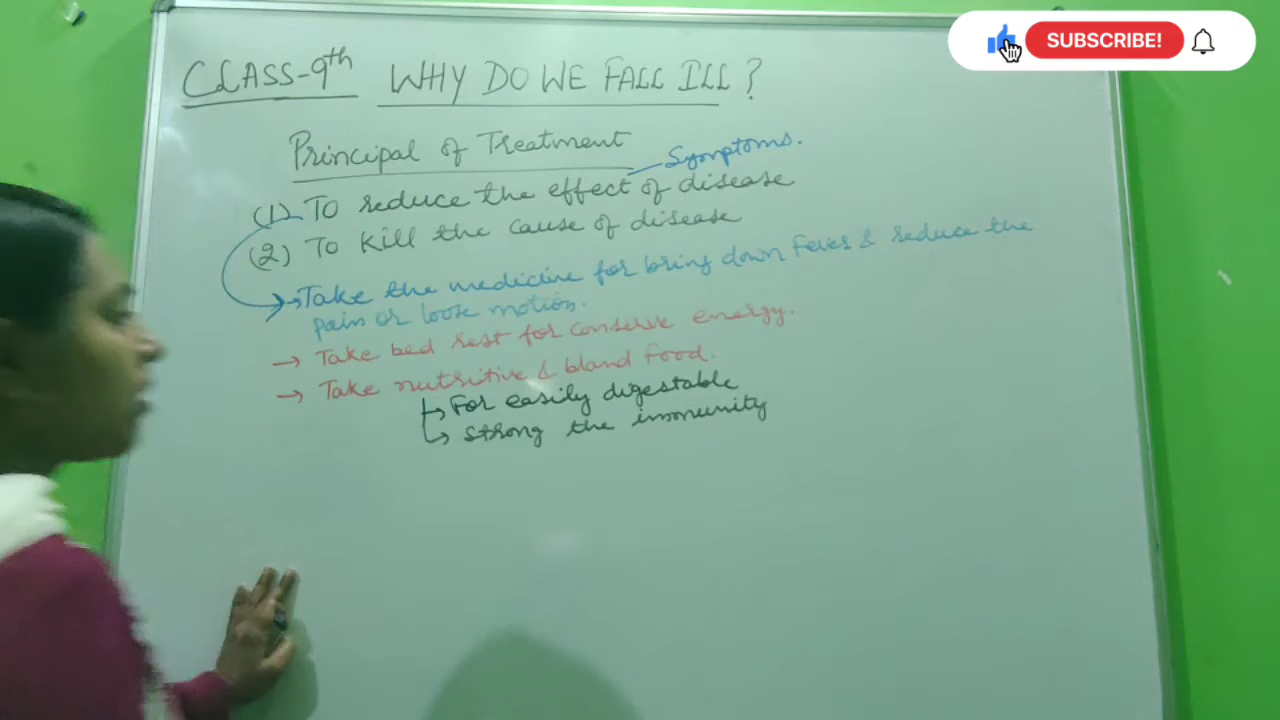 SUBSCRIBE!
CLASS-9th WHY DO WE FALL ILL ?
Principal of Treatment
Symptoms.
(1) To reduce the effect of disease
(2) To kill the cause of disease
→ Take the medicine for bring down fever & reduce the
pain or loose motion.
→ Take bed rest for conserve energy.
→ Take nutritive & bland food.
↳ For easily digestable
↳ Strong the immunity